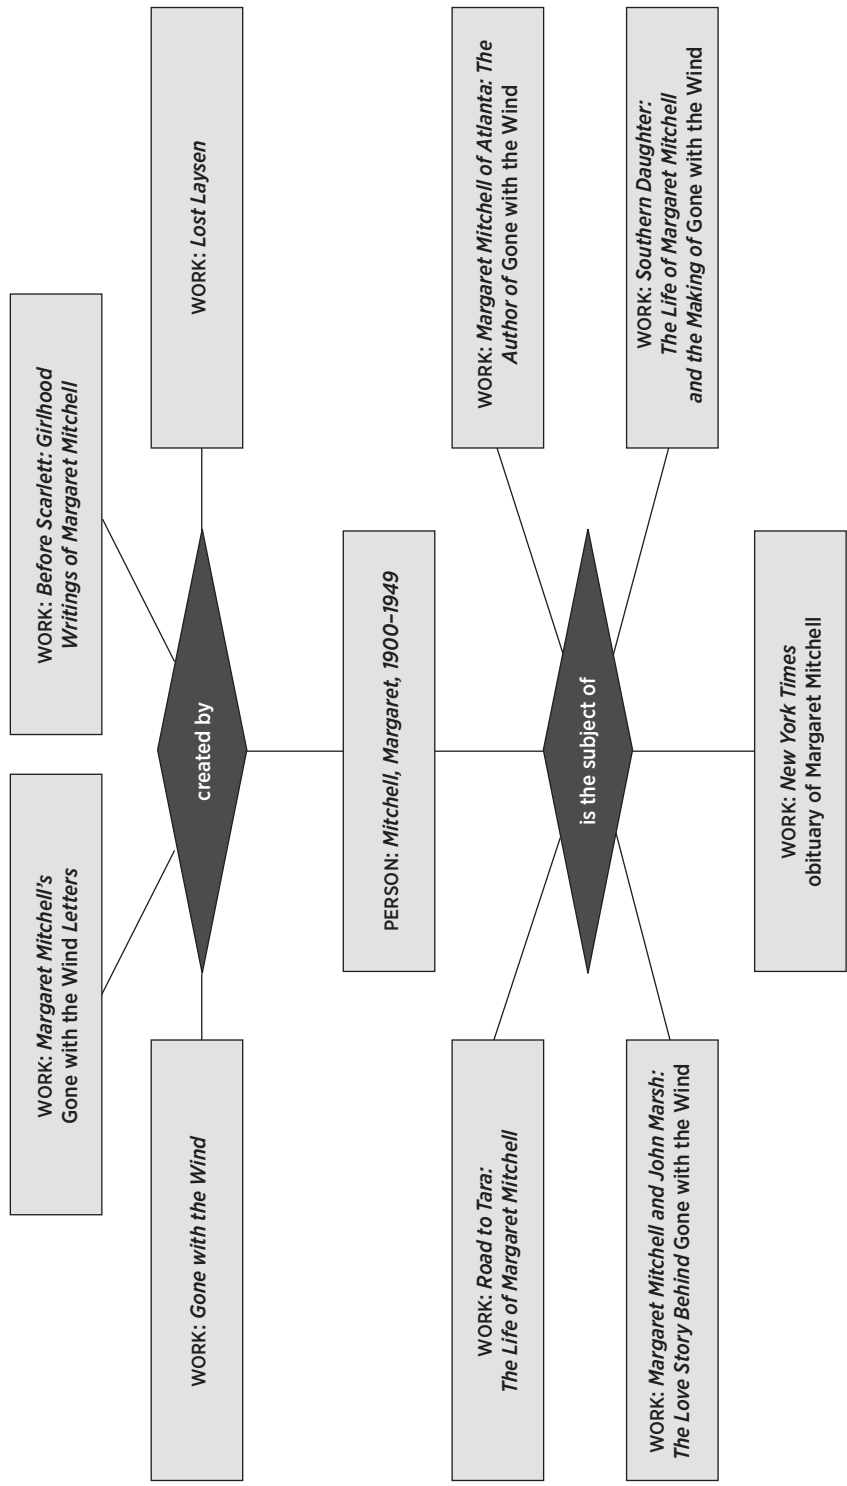 WORK: Margaret Mitchell's
Gone with the Wind Letters
WORK: Before Scarlett: Girlhood
Writings of Margaret Mitchell
WORK: Gone with the Wind
created by
WORK: Lost Laysen
PERSON: Mitchell, Margaret, 1900–1949
WORK: Road to Tara:
The Life of Margaret Mitchell
WORK: Margaret Mitchell of Atlanta: The
Author of Gone with the Wind
is the subject of
WORK: Margaret Mitchell and John Marsh:
The Love Story Behind Gone with the Wind
WORK: Southern Daughter:
The Life of Margaret Mitchell
and the Making of Gone with the Wind
WORK: New York Times
obituary of Margaret Mitchell